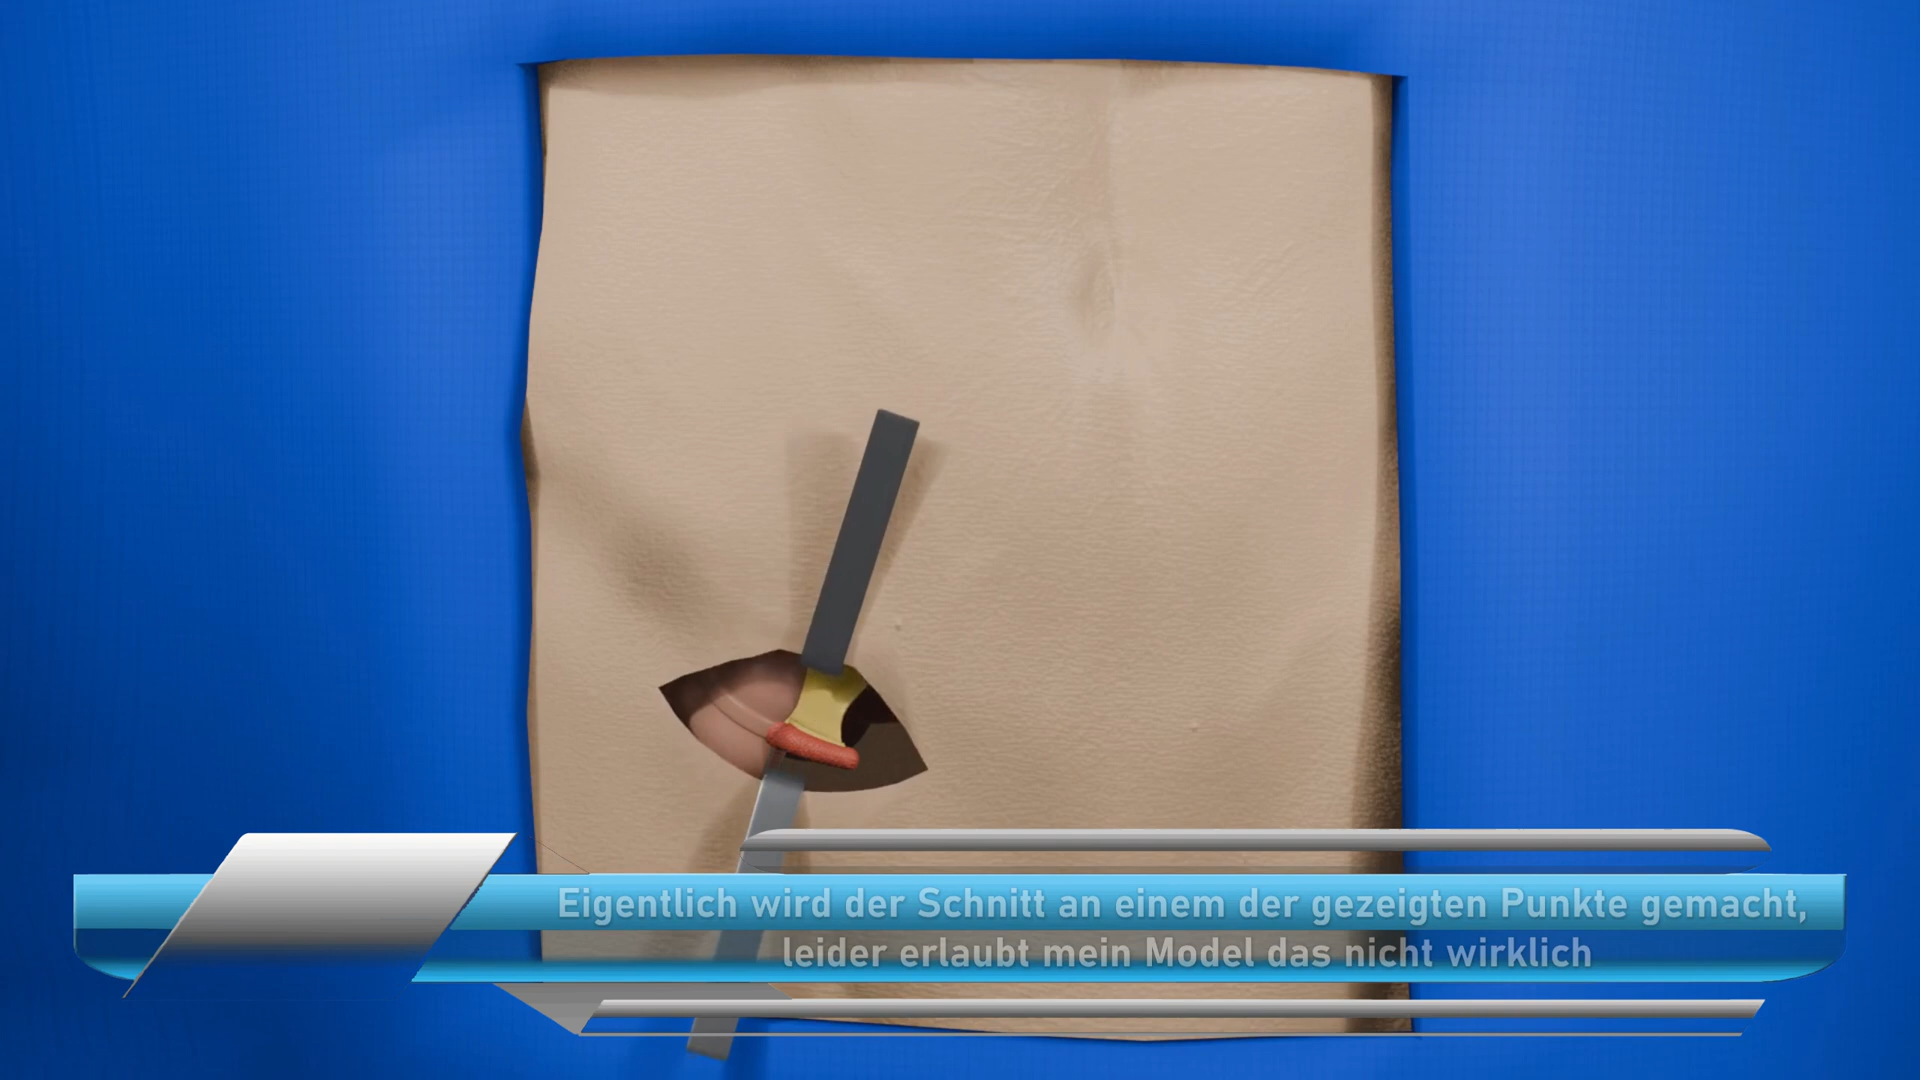 Eigentlich wird der Schnitt an einem der gezeigten Punkte gemacht,
leider erlaubt mein Model das nicht wirklich